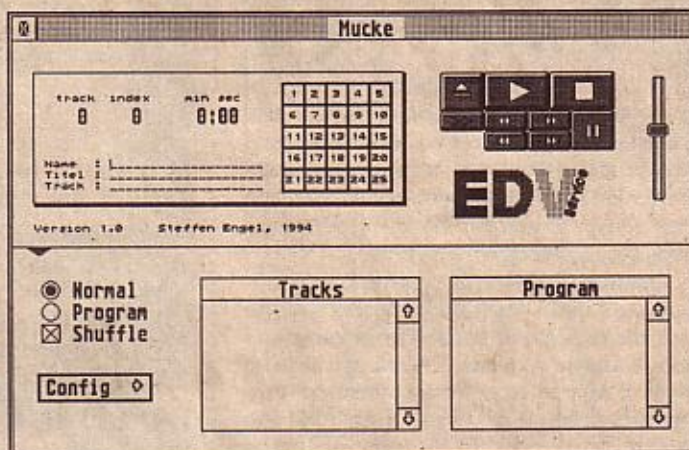 Mucke
track index min sec
0 0 0:00
1 2 3 4 5
6 7 8 9 10
11 12 13 14 15
16 17 18 19 20
21 22 23 24 25
Name :
Titel :
Track :
EDV Service
Version 1.0 Steffen Engel, 1994
Normal
Program
Shuffle
Config
Tracks
Program